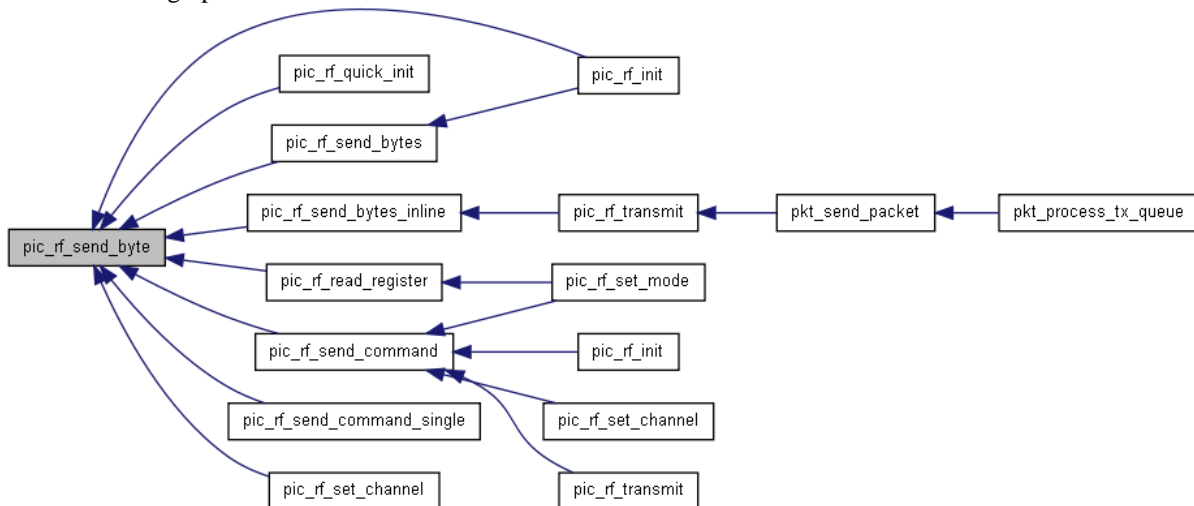 pic_rf_init
pic_rf_quick_init
pic_rf_send_bytes
pic_rf_send_bytes_inline
pic_rf_transmit
pkt_send_packet
pkt_process_tx_queue
pic_rf_send_byte
pic_rf_read_register
pic_rf_set_mode
pic_rf_send_command
pic_rf_init
pic_rf_send_command_single
pic_rf_set_channel
pic_rf_set_channel
pic_rf_transmit